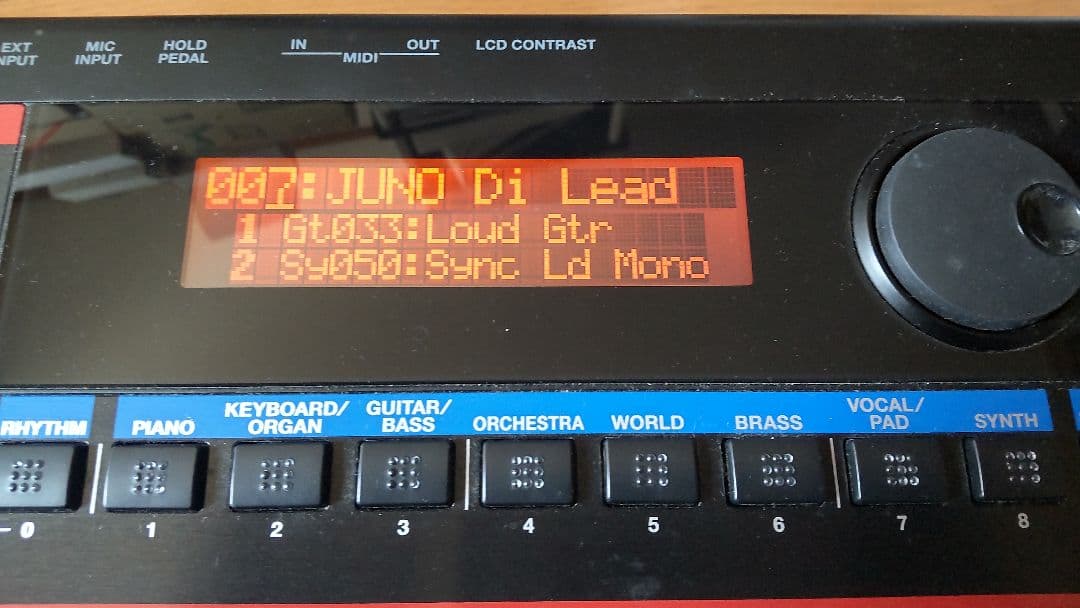 EXT INPUT
MIC INPUT
HOLD PEDAL
IN MIDI OUT
LCD CONTRAST
007:JUNO Di Lead
1 Gt033:Loud Gtr
2 Sy050:Sync Ld Mono
RHYTHM
PIANO
KEYBOARD/
ORGAN
GUITAR/
BASS
ORCHESTRA
WORLD
BRASS
VOCAL/
PAD
SYNTH
0 1 2 3 4 5 6 7 8